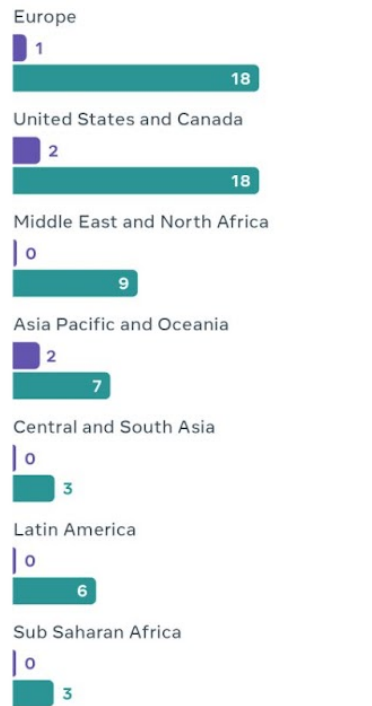 Europe
1
18
United States and Canada
2
18
Middle East and North Africa
0
9
Asia Pacific and Oceania
2
7
Central and South Asia
0
3
Latin America
0
6
Sub Saharan Africa
0
3